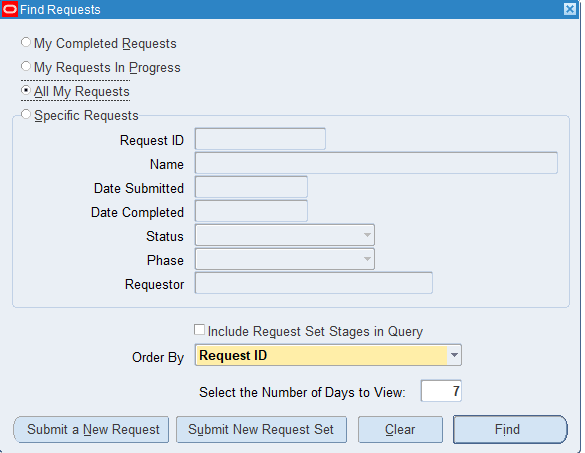 Find Requests
My Completed Requests
My Requests In Progress
All My Requests
Specific Requests
Request ID
Name
Date Submitted
Date Completed
Status
Phase
Requestor
Include Request Set Stages in Query
Order By Request ID
Select the Number of Days to View: 7
Submit a New Request Submit New Request Set Clear Find